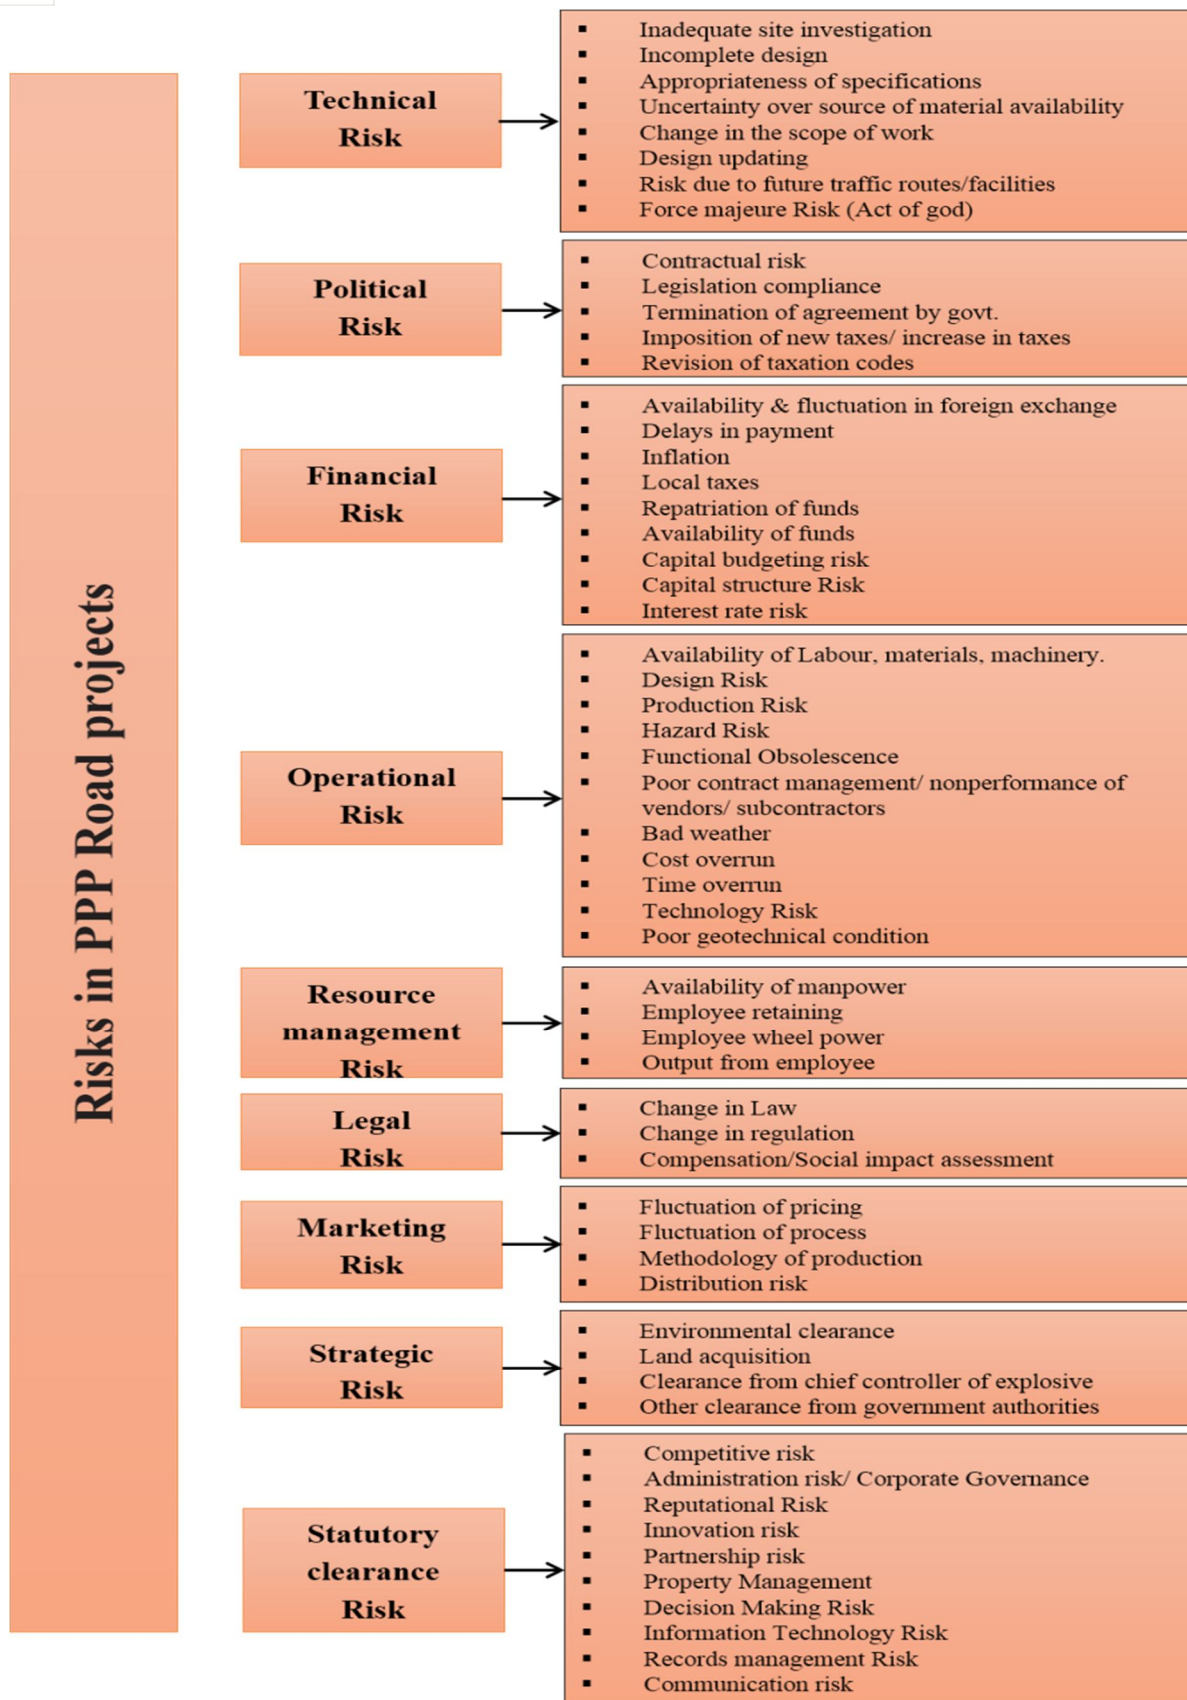 Risks in PPP Road projects
Technical
Risk
▪ Inadequate site investigation
▪ Incomplete design
▪ Appropriateness of specifications
▪ Uncertainty over source of material availability
▪ Change in the scope of work
▪ Design updating
▪ Risk due to future traffic routes/facilities
▪ Force majeure Risk (Act of god)
Political
Risk
▪ Contractual risk
▪ Legislation compliance
▪ Termination of agreement by govt.
▪ Imposition of new taxes/ increase in taxes
▪ Revision of taxation codes
Financial
Risk
▪ Availability & fluctuation in foreign exchange
▪ Delays in payment
▪ Inflation
▪ Local taxes
▪ Repatriation of funds
▪ Availability of funds
▪ Capital budgeting risk
▪ Capital structure Risk
▪ Interest rate risk
Operational
Risk
▪ Availability of Labour, materials, machinery.
▪ Design Risk
▪ Production Risk
▪ Hazard Risk
▪ Functional Obsolescence
▪ Poor contract management/ nonperformance of
vendors/ subcontractors
▪ Bad weather
▪ Cost overrun
▪ Time overrun
▪ Technology Risk
▪ Poor geotechnical condition
Resource
management
Risk
▪ Availability of manpower
▪ Employee retaining
▪ Employee wheel power
▪ Output from employee
Legal
Risk
▪ Change in Law
▪ Change in regulation
▪ Compensation/Social impact assessment
Marketing
Risk
▪ Fluctuation of pricing
▪ Fluctuation of process
▪ Methodology of production
▪ Distribution risk
Strategic
Risk
▪ Environmental clearance
▪ Land acquisition
▪ Clearance from chief controller of explosive
▪ Other clearance from government authorities
Statutory
clearance
Risk
▪ Competitive risk
▪ Administration risk/ Corporate Governance
▪ Reputational Risk
▪ Innovation risk
▪ Partnership risk
▪ Property Management
▪ Decision Making Risk
▪ Information Technology Risk
▪ Records management Risk
▪ Communication risk